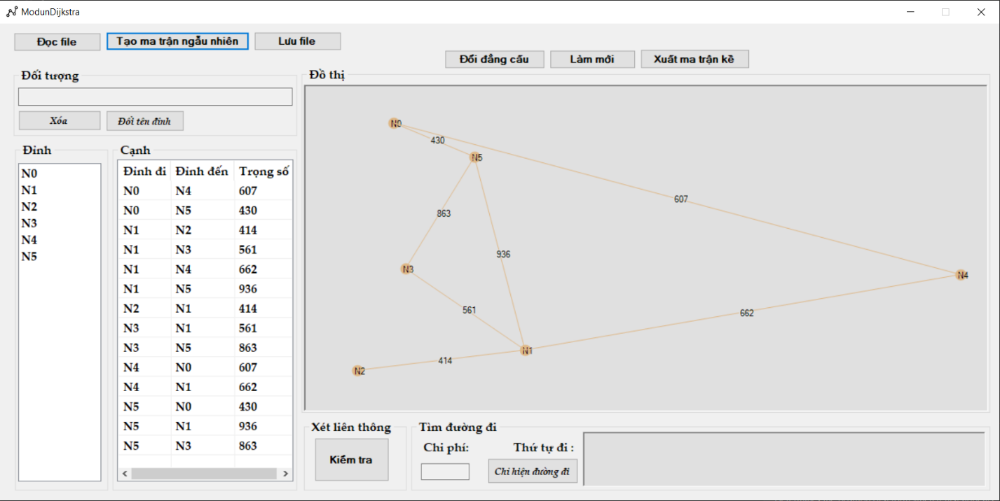 ModunDijkstra
Đọc file
Tạo ma trận ngẫu nhiên
Lưu file
Đổi đẳng cấu
Làm mới
Xuất ma trận kề
Đối tượng
Xóa
Đổi tên đỉnh
Đỉnh
N0
N1
N2
N3
N4
N5
Cạnh
Đỉnh đi Đỉnh đến Trọng số
N0 N4 607
N0 N5 430
N1 N2 414
N1 N3 561
N1 N4 662
N1 N5 936
N2 N1 414
N3 N1 561
N3 N5 863
N4 N0 607
N4 N1 662
N5 N0 430
N5 N1 936
N5 N3 863
Đồ thị
N0
430
N5
607
863
936
N3
N4
561
662
N1
414
N2
Xét liên thông
Kiểm tra
Tìm đường đi
Chi phí:
Thứ tự đi :
Chỉ hiện đường đi